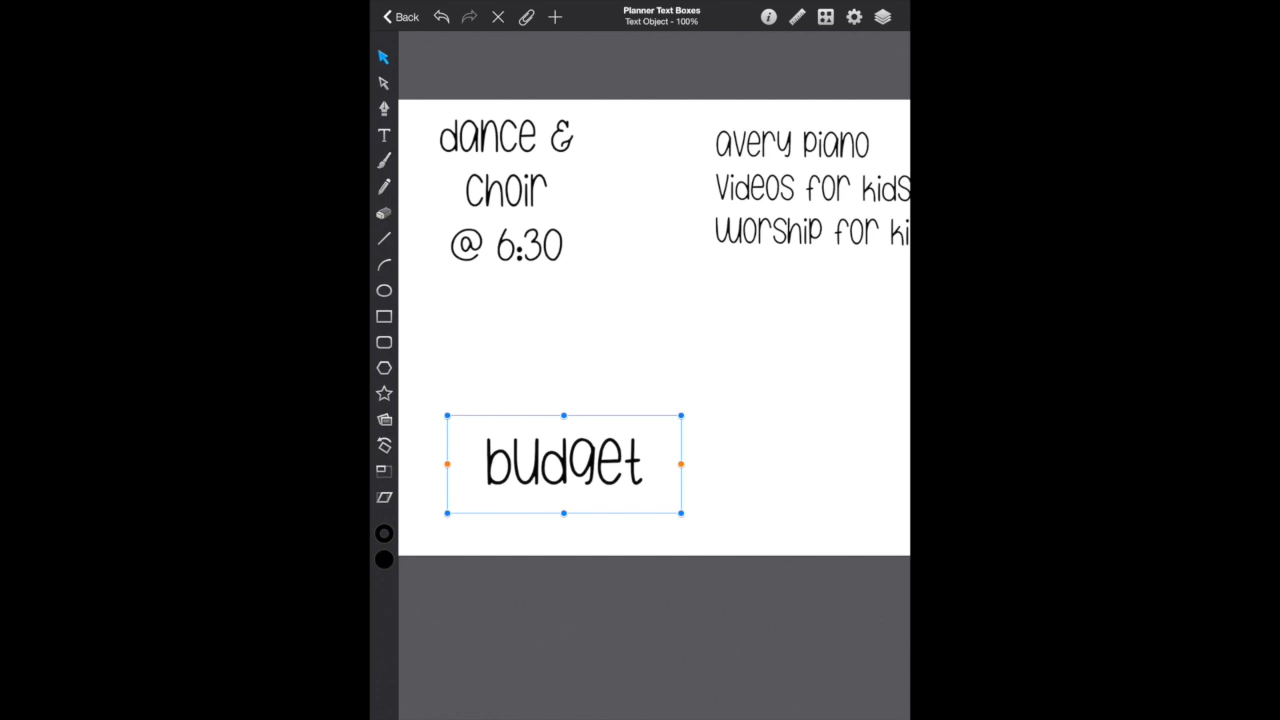 Back
Planner Text Boxes
Text Object - 100%
dance &
choir
@ 6:30
avery piano
videos for kids
worship for ki
budget